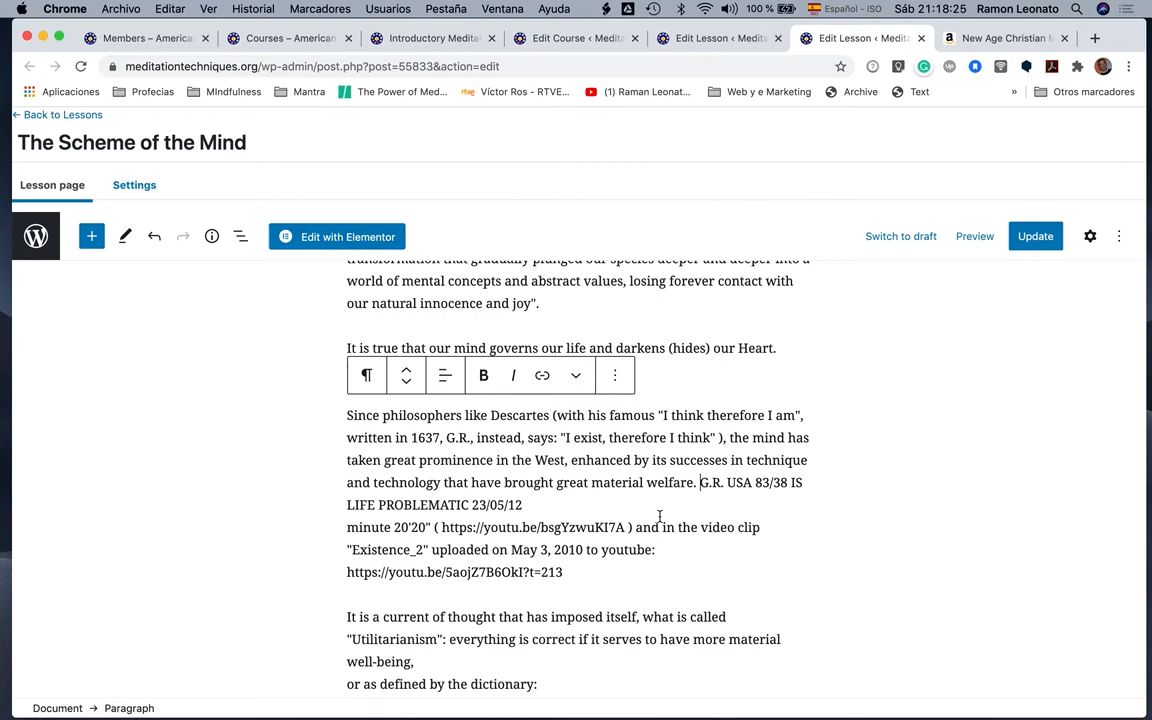 Chrome Archivo Editar Ver Historial Marcadores Usuarios Pestaña Ventana Ayuda 100 % Español - ISO Sáb 21:18:25 Ramon Leonato
Members – America Courses – American Introductory Medita Edit Course ‹ Medita Edit Lesson ‹ Medita Edit Lesson ‹ Medita New Age Christian M
meditationtechniques.org/wp-admin/post.php?post=55833&action=edit
Aplicaciones Profecias MIndfulness Mantra The Power of Med... Víctor Ros - RTVE... (1) Raman Leonat... Web y e Marketing Archive Text » Otros marcadores
← Back to Lessons
The Scheme of the Mind
Lesson page Settings
Edit with Elementor Switch to draft Preview Update
transformation that gradually plunged our species deeper and deeper into a
world of mental concepts and abstract values, losing forever contact with
our natural innocence and joy".
It is true that our mind governs our life and darkens (hides) our Heart.
B I
Since philosophers like Descartes (with his famous "I think therefore I am",
written in 1637, G.R., instead, says: "I exist, therefore I think" ), the mind has
taken great prominence in the West, enhanced by its successes in technique
and technology that have brought great material welfare. G.R. USA 83/38 IS
LIFE PROBLEMATIC 23/05/12
minute 20'20" ( https://youtu.be/bsgYzwuKI7A ) and in the video clip
"Existence_2" uploaded on May 3, 2010 to youtube:
https://youtu.be/5aojZ7B6OkI?t=213
It is a current of thought that has imposed itself, what is called
"Utilitarianism": everything is correct if it serves to have more material
well-being,
or as defined by the dictionary:
Document → Paragraph